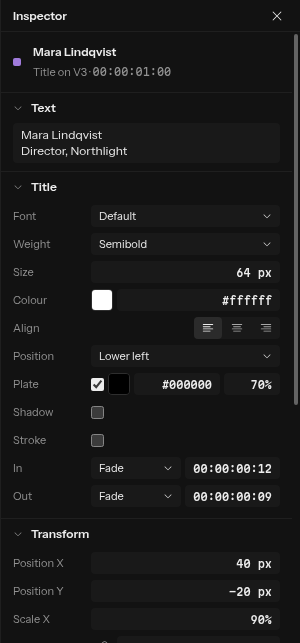 Inspector
Mara Lindqvist
Title on V3·00:00:01:00
Text
Mara Lindqvist
Director, Northlight
Title
Font Default
Weight Semibold
Size 64 px
Colour #ffffff
Align
Position Lower left
Plate #000000 70%
Shadow
Stroke
In Fade 00:00:00:12
Out Fade 00:00:00:09
Transform
Position X 40 px
Position Y −20 px
Scale X 90%